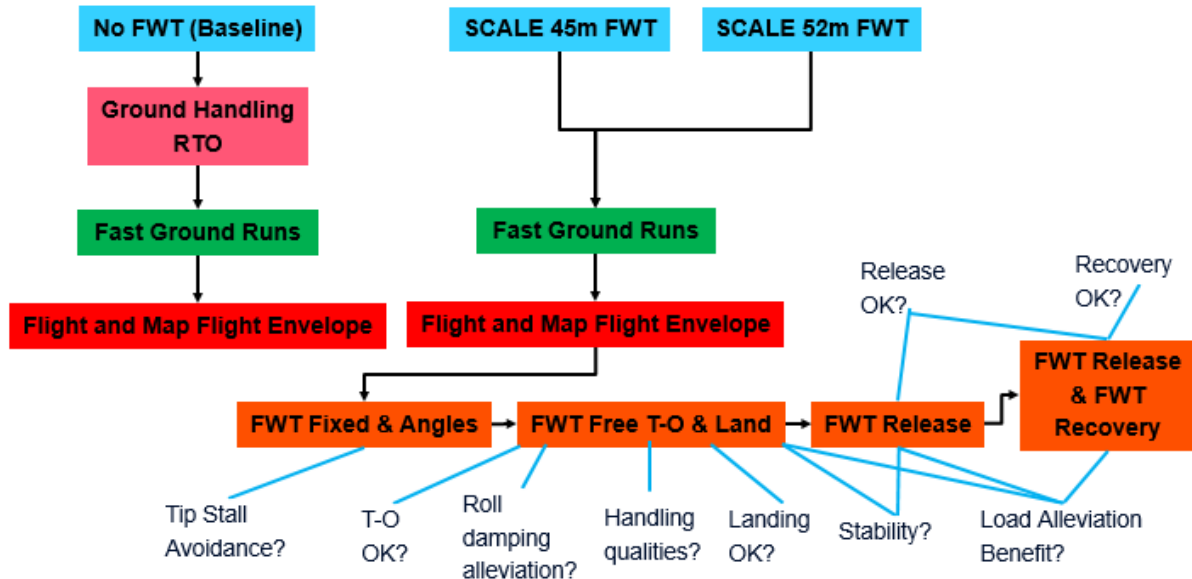 No FWT (Baseline)
SCALE 45m FWT
SCALE 52m FWT
Ground Handling
RTO
Fast Ground Runs
Fast Ground Runs
Flight and Map Flight Envelope
Flight and Map Flight Envelope
Release
OK?
Recovery
OK?
FWT Fixed & Angles
FWT Free T-O & Land
FWT Release
FWT Release
& FWT
Recovery
Tip Stall
Avoidance?
T-O
OK?
Roll
damping
alleviation?
Handling
qualities?
Landing
OK?
Stability?
Load Alleviation
Benefit?